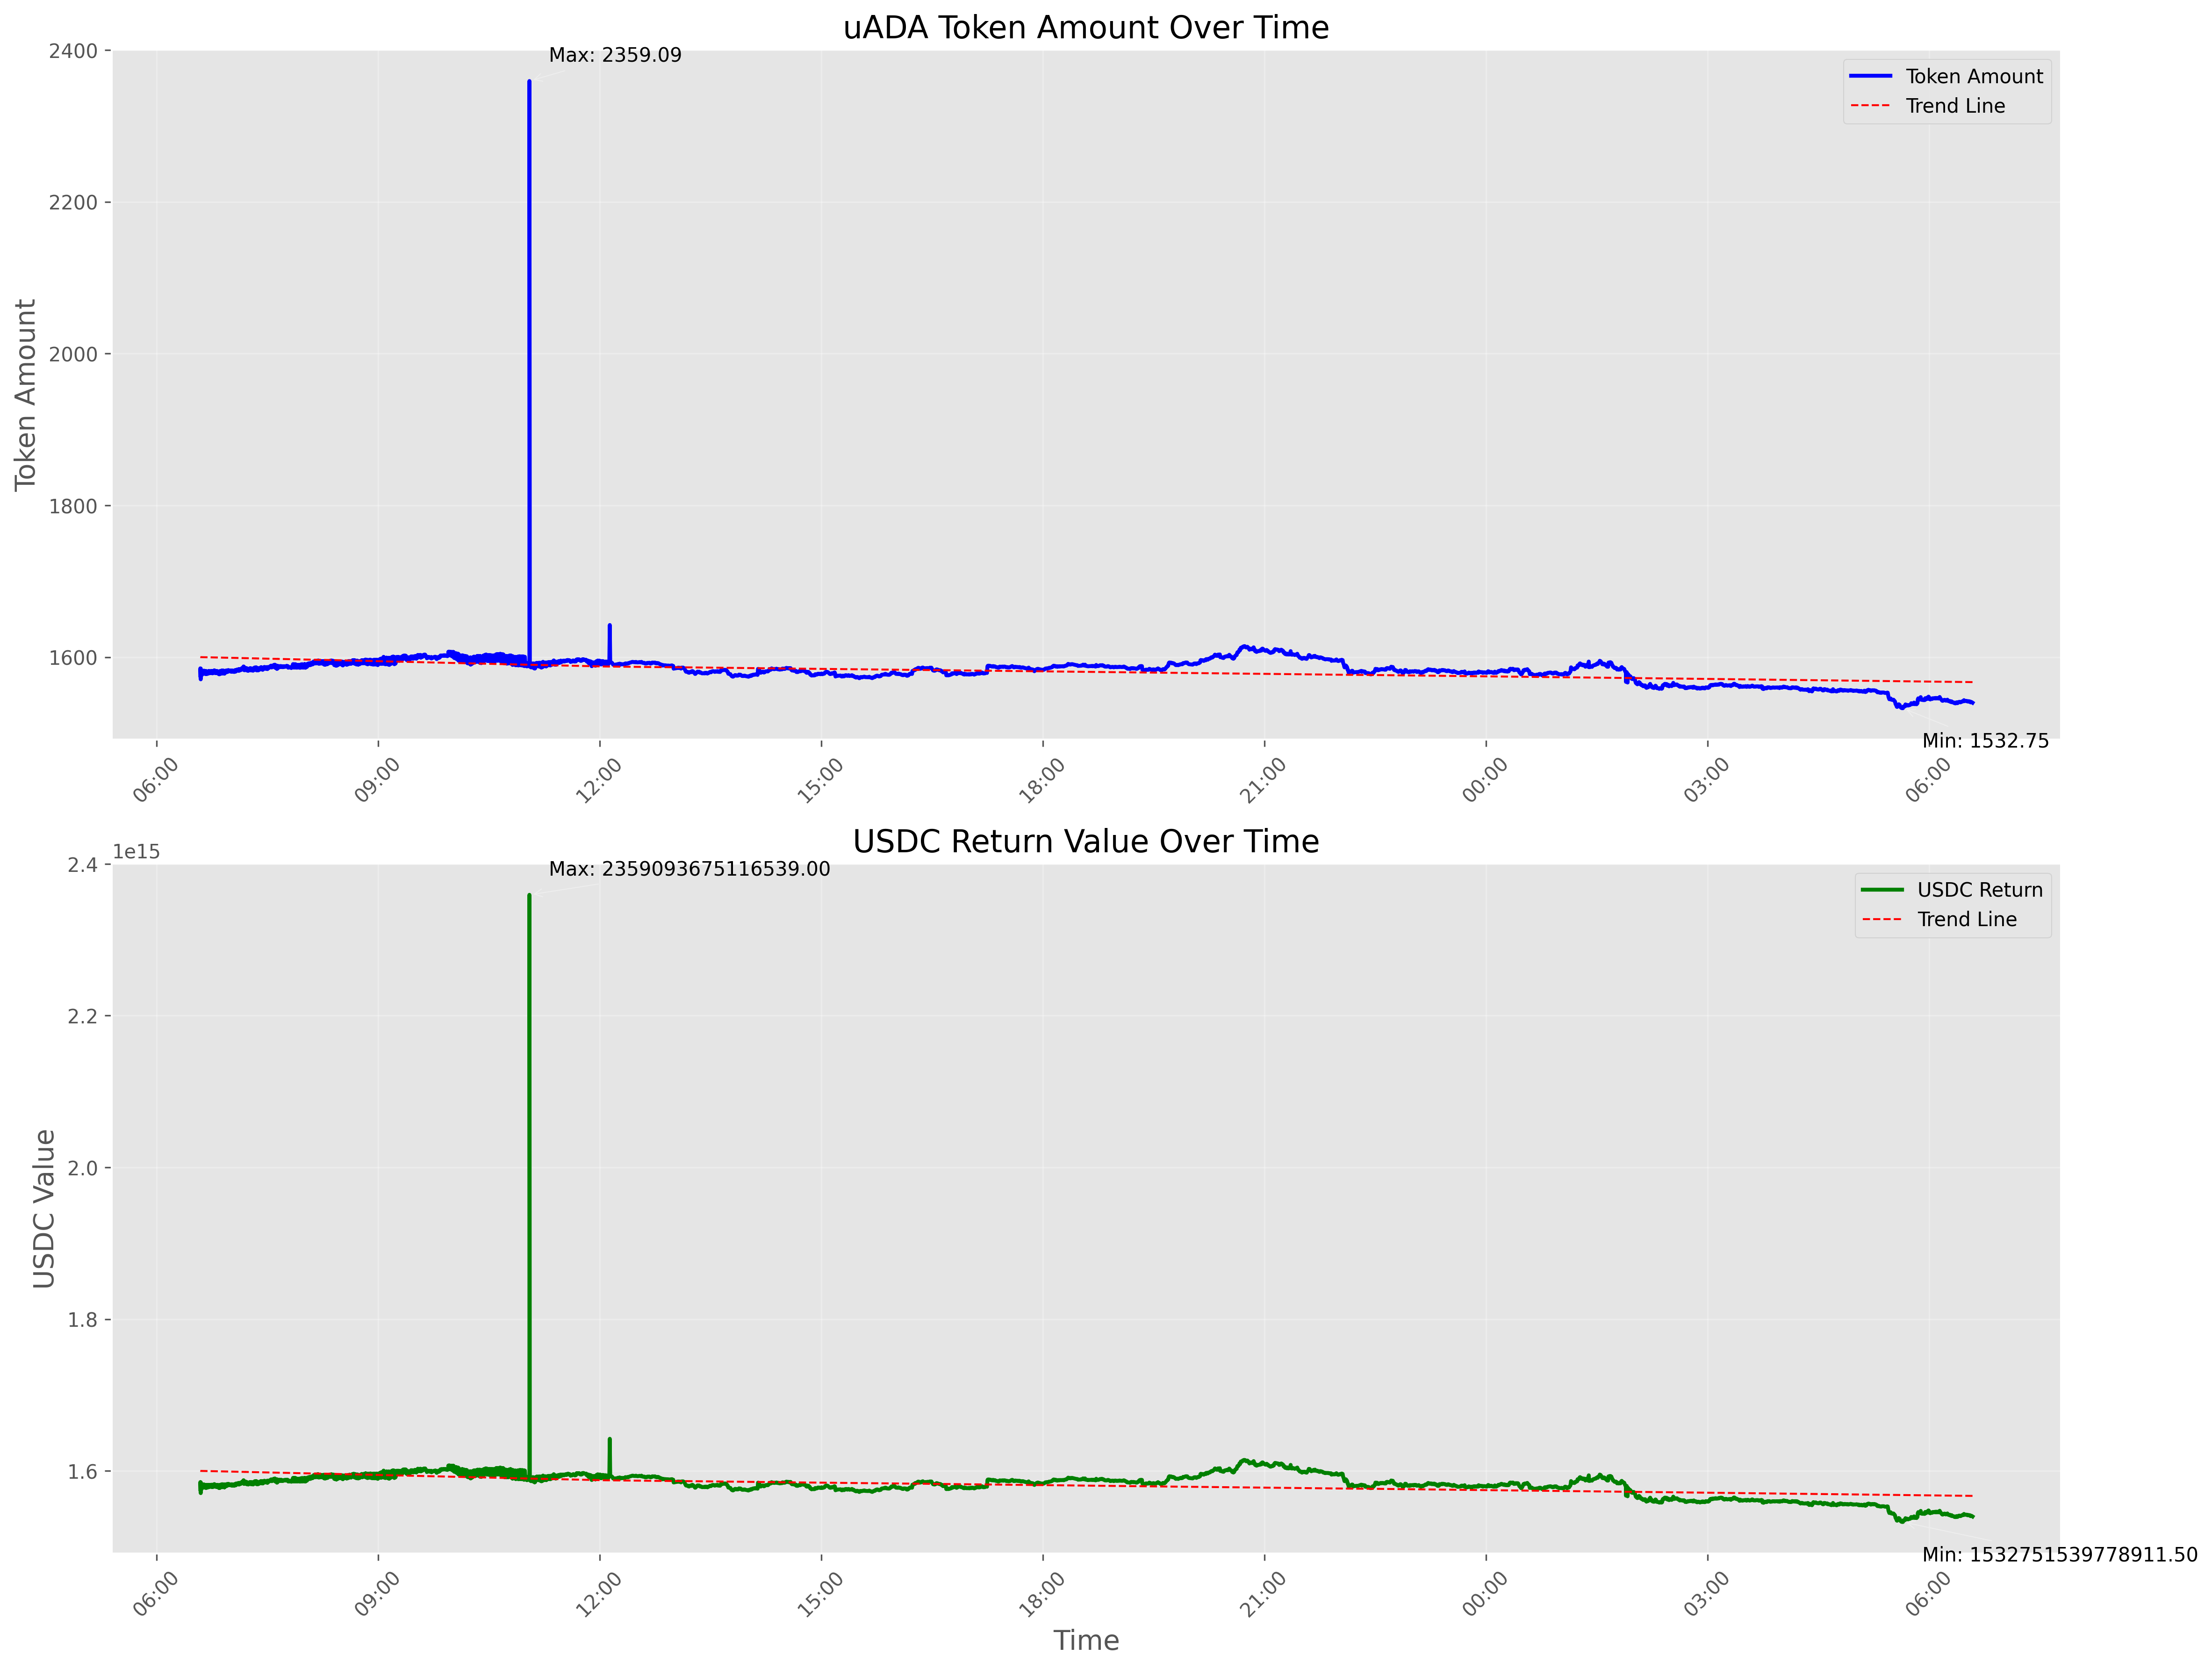 uADA Token Amount Over Time
Max: 2359.09
Token Amount
Trend Line
Token Amount
2400
2200
2000
1800
1600
Min: 1532.75
06:00
09:00
12:00
15:00
18:00
21:00
00:00
03:00
06:00
USDC Return Value Over Time
1e15
Max: 2359093675116539.00
USDC Return
Trend Line
USDC Value
2.4
2.2
2.0
1.8
1.6
Min: 1532751539778911.50
06:00
09:00
12:00
15:00
18:00
21:00
00:00
03:00
06:00
Time